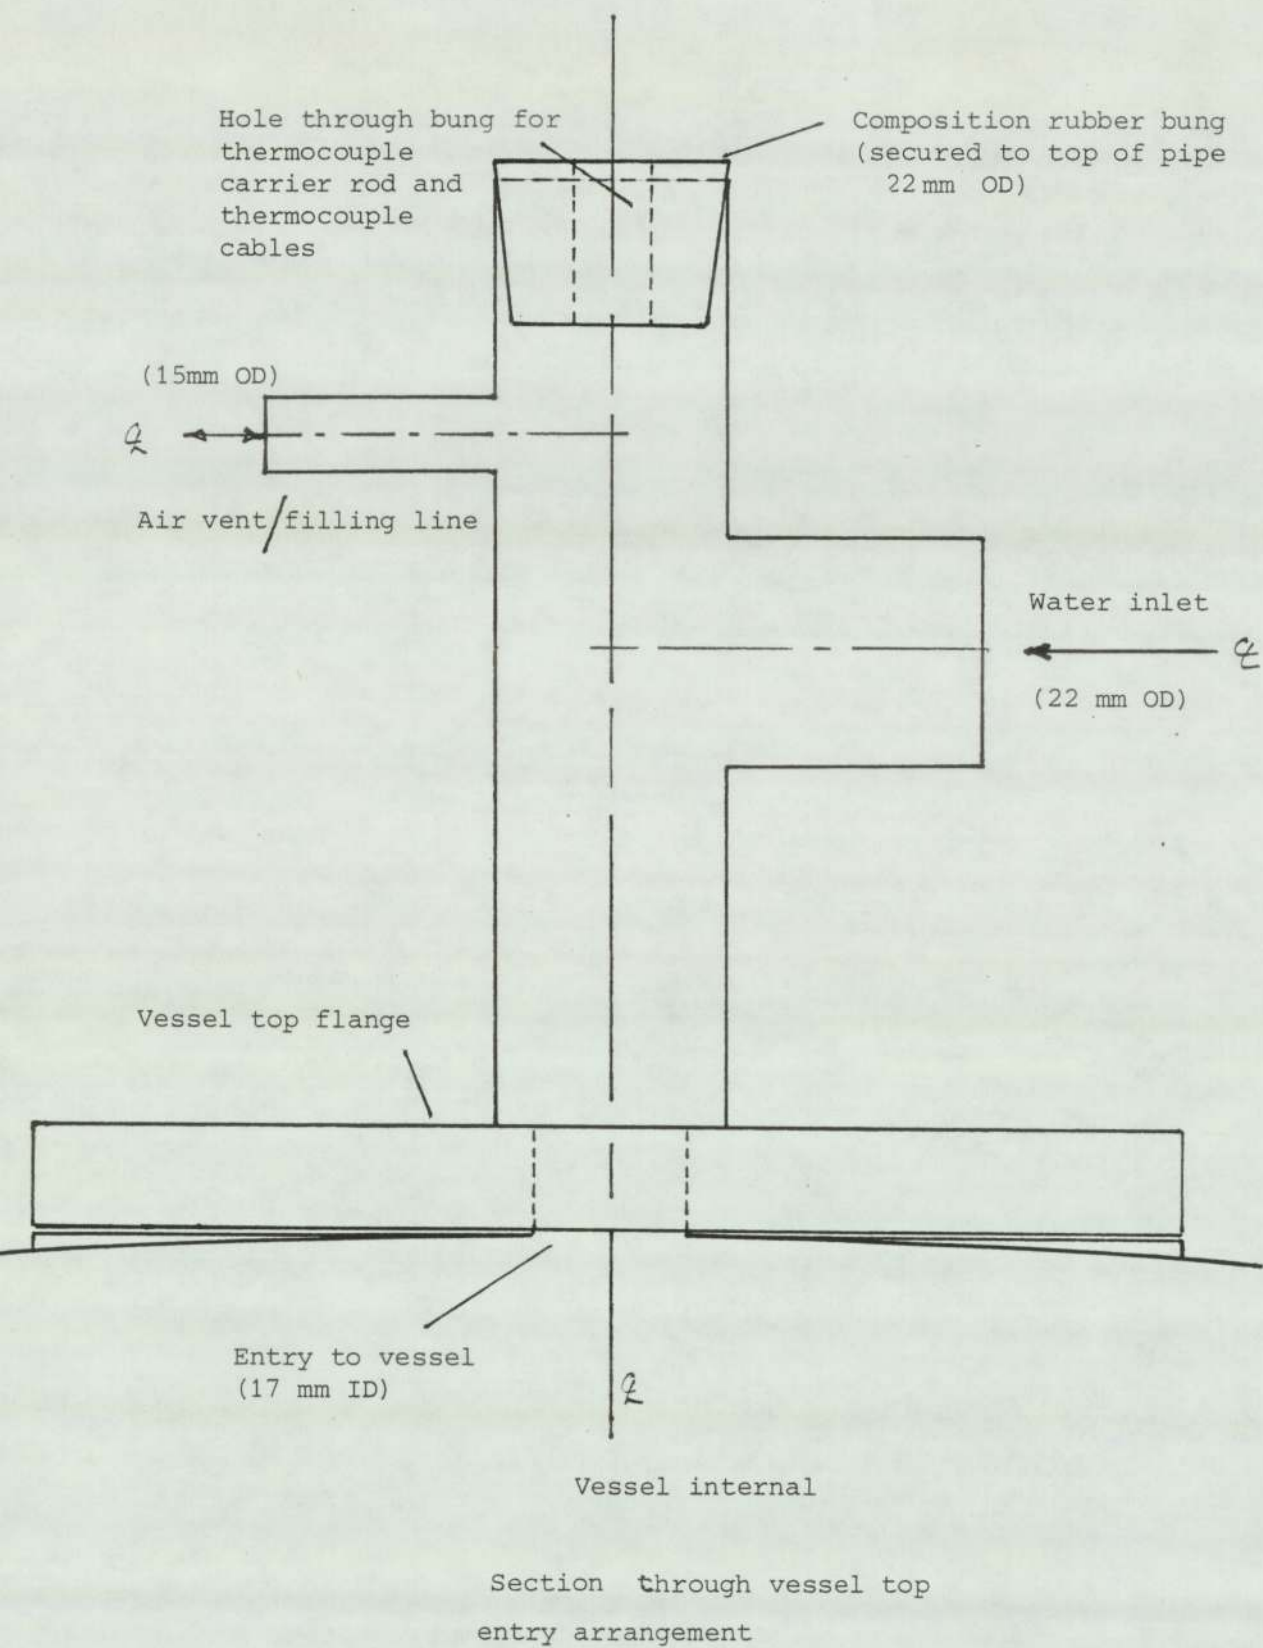 Hole through bung for
thermocouple
carrier rod and
thermocouple
cables
Composition rubber bung
(secured to top of pipe
22mm OD)
(15mm OD)
℄
Air vent/filling line
Water inlet
℄
(22 mm OD)
Vessel top flange
Entry to vessel
(17 mm ID)
℄
Vessel internal
Section through vessel top
entry arrangement